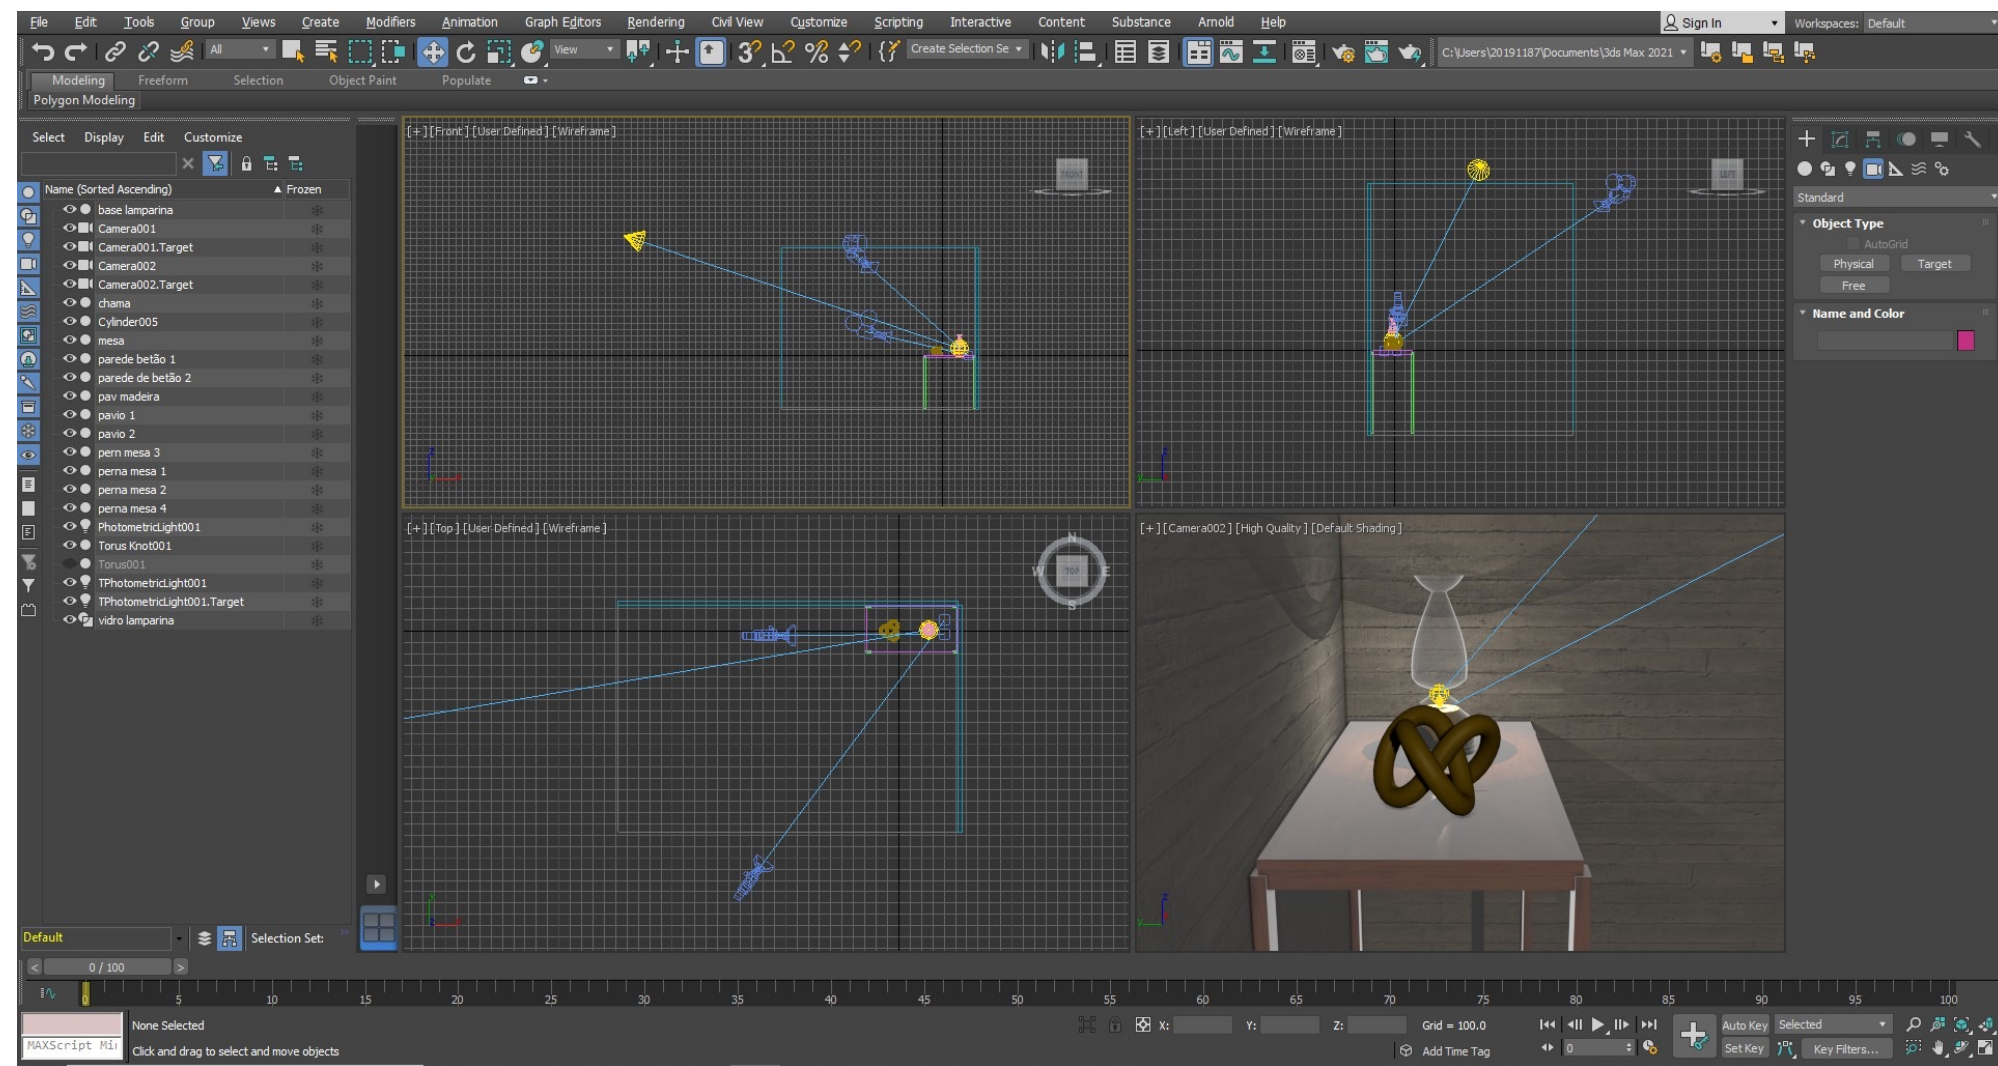 File Edit Tools Group Views Create Modifiers Animation Graph Editors Rendering Civil View Customize Scripting Interactive Content Substance Arnold Help Sign In Workspaces: Default
All View Create Selection Se C:\Users\20191187\Documents\3ds Max 2021
Modeling Freeform Selection Object Paint Populate
Polygon Modeling
Select Display Edit Customize
Name (Sorted Ascending) Frozen
base lamparina
Camera001
Camera001.Target
Camera002
Camera002.Target
chama
Cylinder005
mesa
parede betão 1
parede de betão 2
pav madeira
pavio 1
pavio 2
pern mesa 3
perna mesa 1
perna mesa 2
perna mesa 4
PhotometricLight001
Torus Knot001
Torus001
TPhotometricLight001
TPhotometricLight001.Target
vidro lamparina
Default Selection Set:
[+][Front][User Defined][Wireframe]
FRONT
[+][Left][User Defined][Wireframe]
LEFT
[+][Top][User Defined][Wireframe]
N
W TOP E
S
[+][Camera002][High Quality][Default Shading]
Standard
Object Type
AutoGrid
Physical Target
Free
Name and Color
< 0 / 100 >
0 5 10 15 20 25 30 35 40 45 50 55 60 65 70 75 80 85 90 95 100
None Selected X: Y: Z: Grid = 100.0 Auto Key Selected
MAXScript Mi Click and drag to select and move objects Add Time Tag 0 Set Key Key Filters...